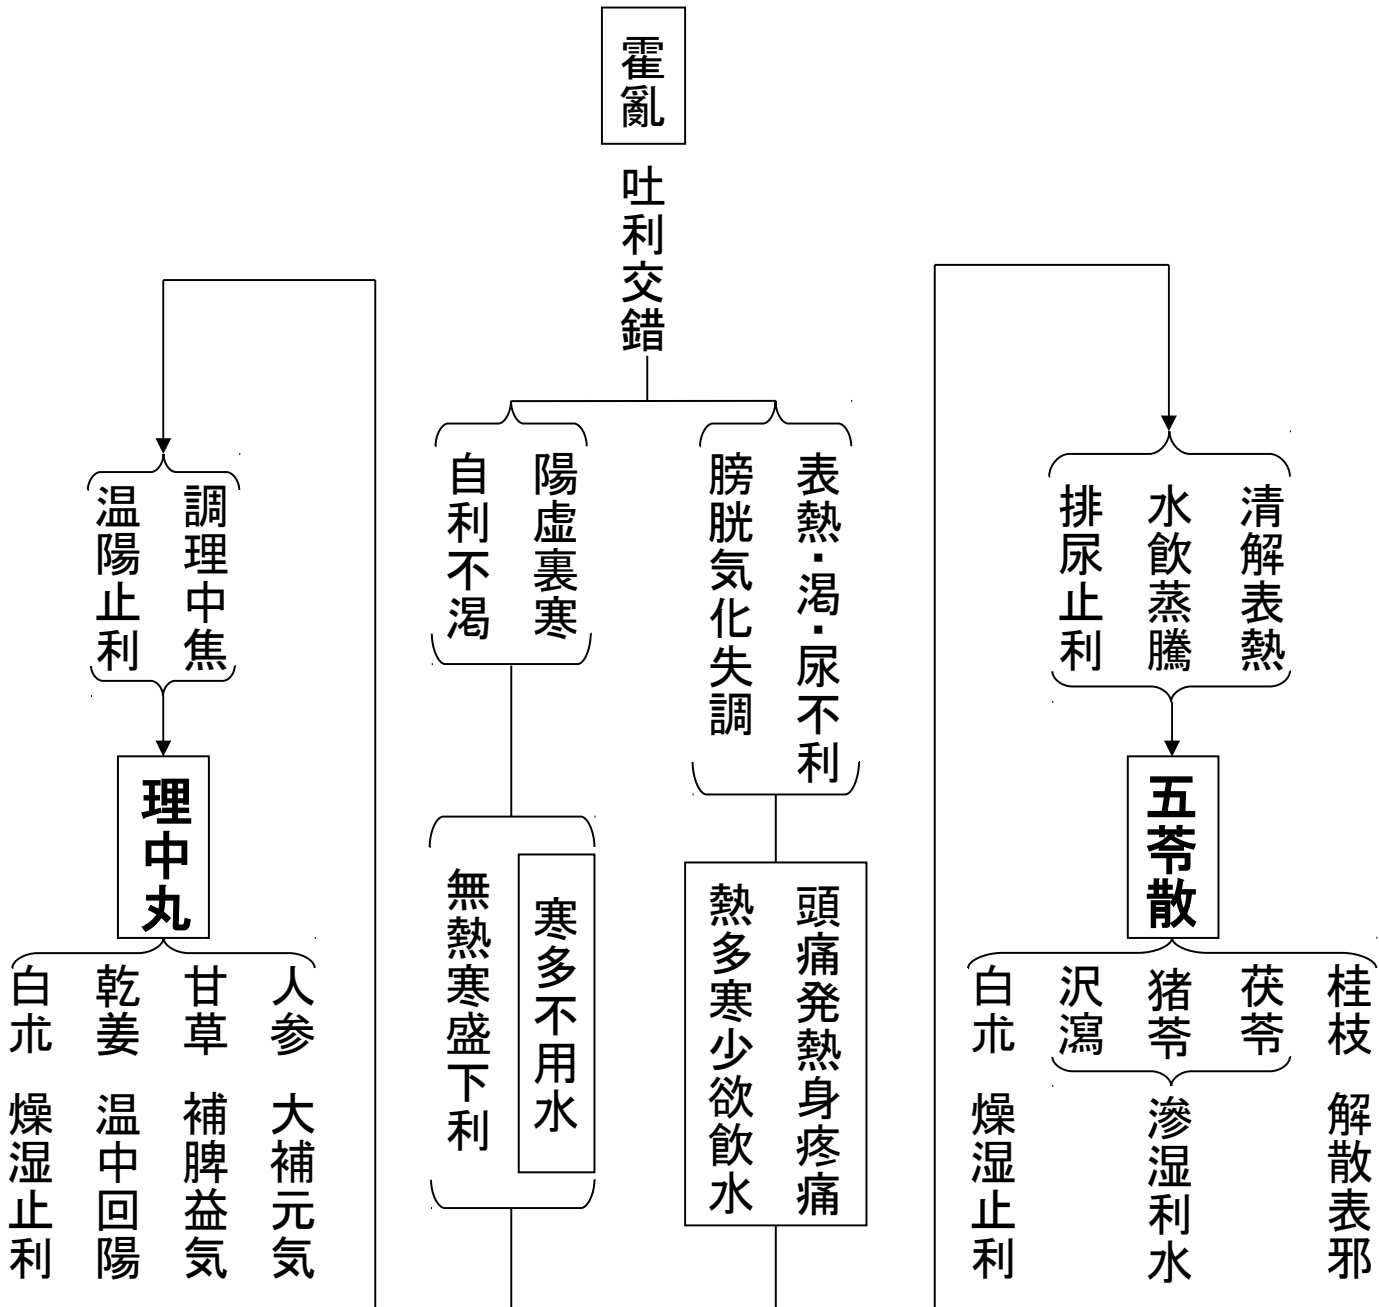 霍亂
吐利交錯
表熱・渇・尿不利
膀胱気化失調
頭痛発熱身疼痛
熱多寒少欲飲水
清解表熱
水飲蒸騰
排尿止利
五苓散
桂枝 解散表邪
茯苓
猪苓
沢瀉
滲湿利水
白朮 燥湿止利
陽虚裏寒
自利不渇
寒多不用水
無熱寒盛下利
調理中焦
温陽止利
理中丸
人参 大補元気
甘草 補脾益気
乾姜 温中回陽
白朮 燥湿止利